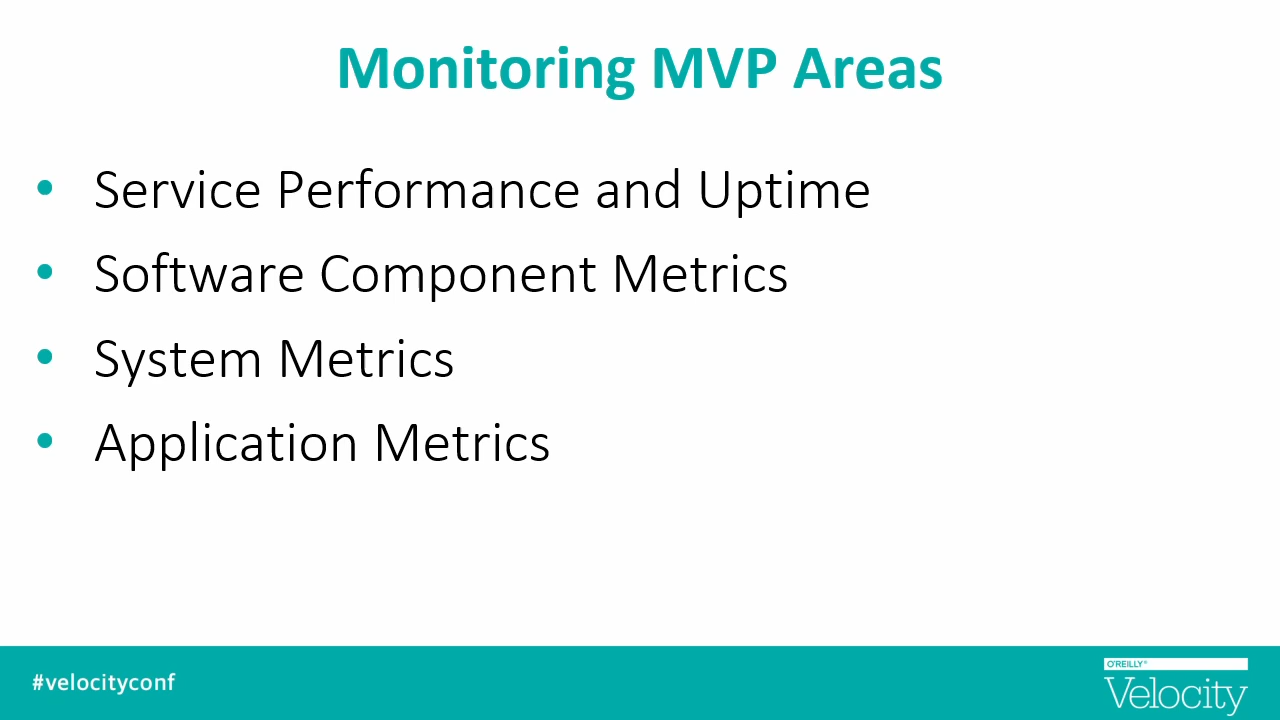 Monitoring MVP Areas
• Service Performance and Uptime
• Software Component Metrics
• System Metrics
• Application Metrics
#velocityconf
O'REILLY®
Velocity